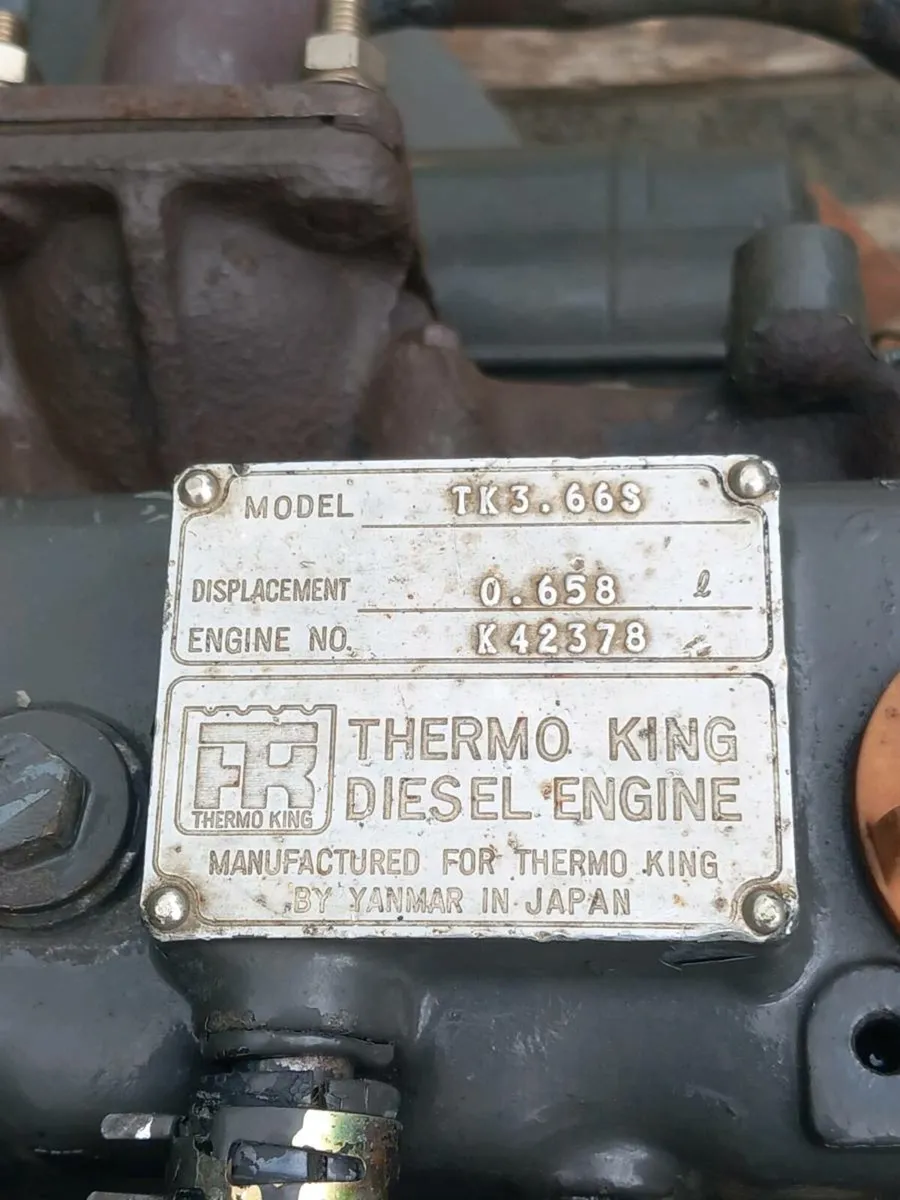 MODEL TK3.66S
DISPLACEMENT 0.658 ℓ
ENGINE NO. K42378
TK
THERMO KING
THERMO KING
DIESEL ENGINE
MANUFACTURED FOR THERMO KING
BY YANMAR IN JAPAN